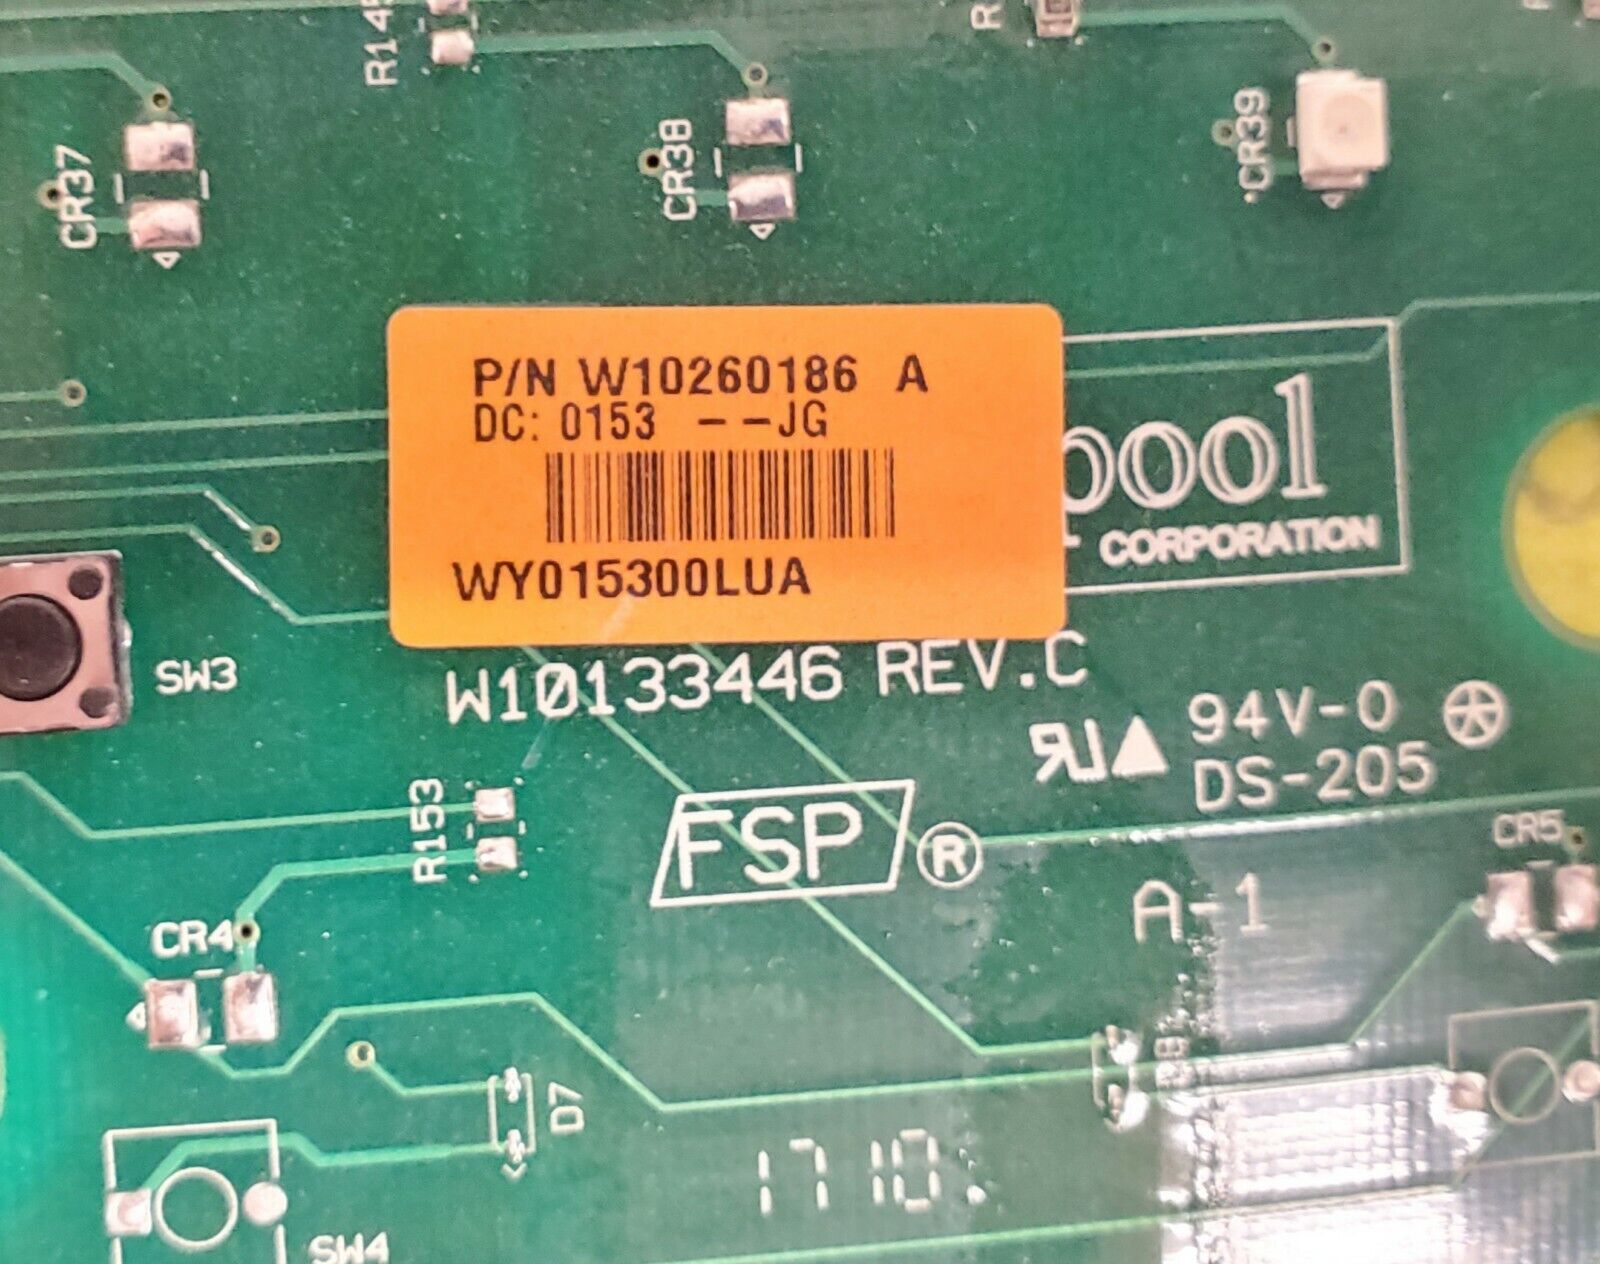 CR37
CR38
CR39
P/N W10260186 A
DC: 0153 --JG
WY015300LUA
pool
CORPORATION
SW3
W10133446 REV.C
94V-0
DS-205
R153
FSP ®
CR5
A-1
CR4
D7
1710.
SW4